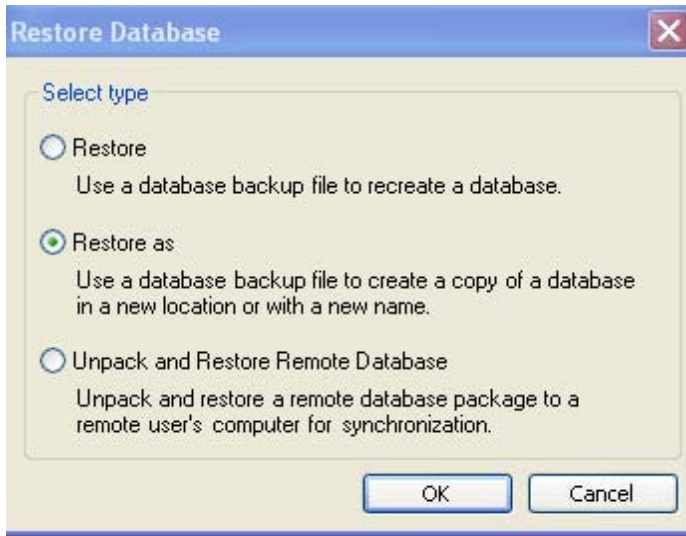 Restore Database
Select type
Restore
Use a database backup file to recreate a database.
Restore as
Use a database backup file to create a copy of a database
in a new location or with a new name.
Unpack and Restore Remote Database
Unpack and restore a remote database package to a
remote user's computer for synchronization.
OK
Cancel